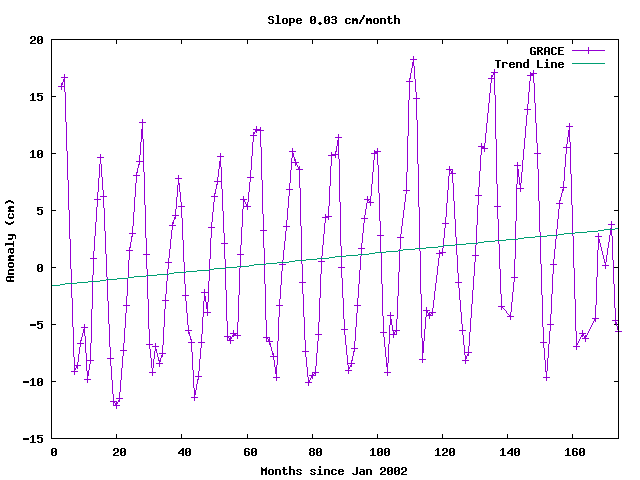 Slope 0.03 cm/month
GRACE
Trend Line
20
15
10
5
0
-5
-10
-15
Anomaly (cm)
0 20 40 60 80 100 120 140 160
Months since Jan 2002